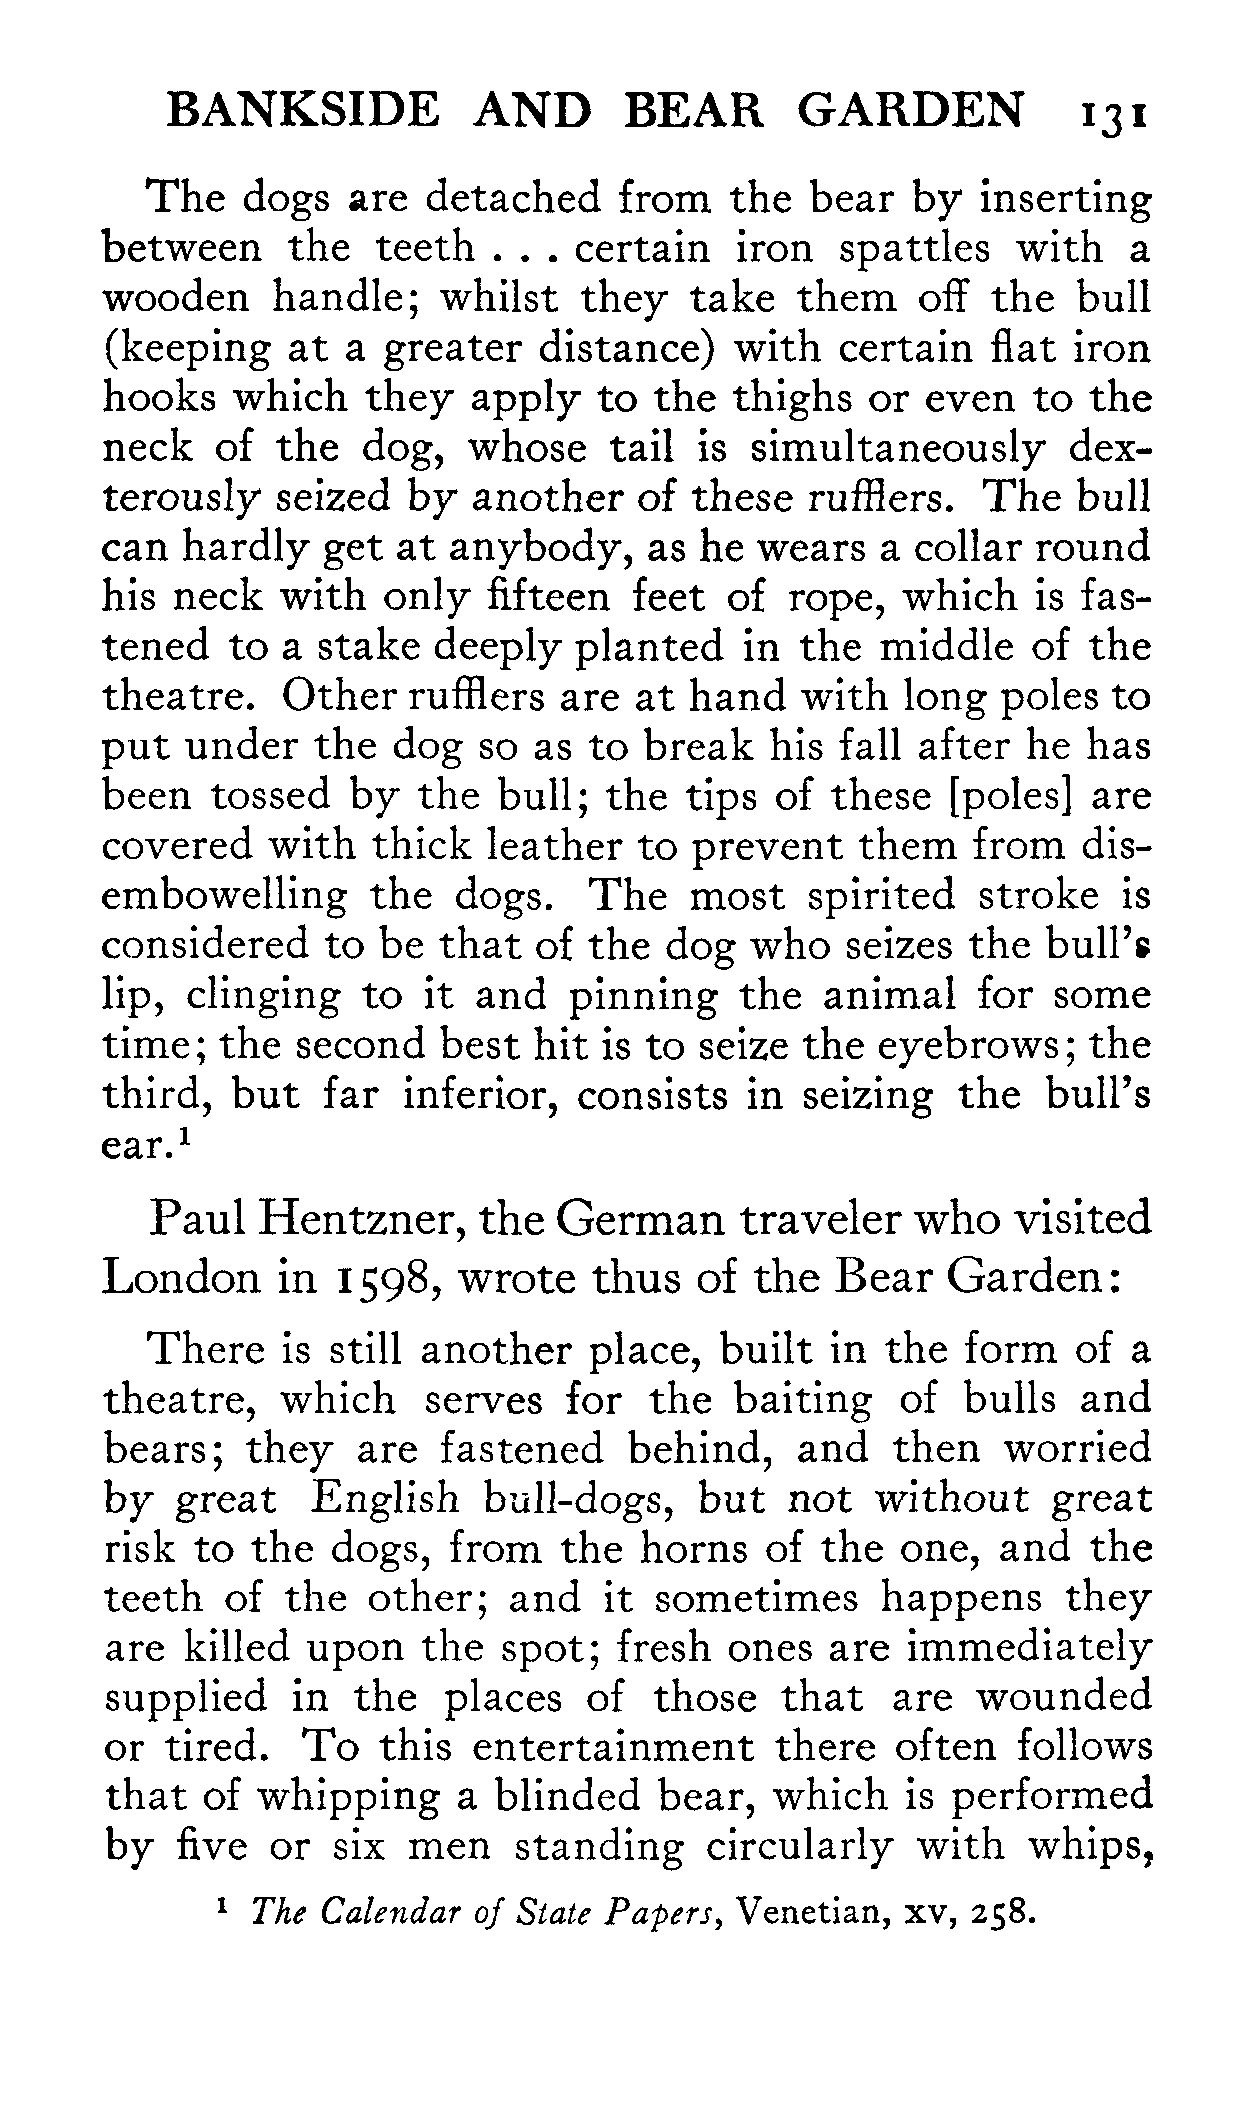 BANKSIDE AND BEAR GARDEN 131
The dogs are detached from the bear by inserting
between the teeth . . . certain iron spattles with a
wooden handle; whilst they take them off the bull
(keeping at a greater distance) with certain flat iron
hooks which they apply to the thighs or even to the
neck of the dog, whose tail is simultaneously dex-
terously seized by another of these rufflers. The bull
can hardly get at anybody, as he wears a collar round
his neck with only fifteen feet of rope, which is fas-
tened to a stake deeply planted in the middle of the
theatre. Other rufflers are at hand with long poles to
put under the dog so as to break his fall after he has
been tossed by the bull; the tips of these [poles] are
covered with thick leather to prevent them from dis-
embowelling the dogs. The most spirited stroke is
considered to be that of the dog who seizes the bull's
lip, clinging to it and pinning the animal for some
time; the second best hit is to seize the eyebrows; the
third, but far inferior, consists in seizing the bull's
ear.¹
Paul Hentzner, the German traveler who visited
London in 1598, wrote thus of the Bear Garden:
There is still another place, built in the form of a
theatre, which serves for the baiting of bulls and
bears; they are fastened behind, and then worried
by great English bull-dogs, but not without great
risk to the dogs, from the horns of the one, and the
teeth of the other; and it sometimes happens they
are killed upon the spot; fresh ones are immediately
supplied in the places of those that are wounded
or tired. To this entertainment there often follows
that of whipping a blinded bear, which is performed
by five or six men standing circularly with whips,
¹ The Calendar of State Papers, Venetian, xv, 258.